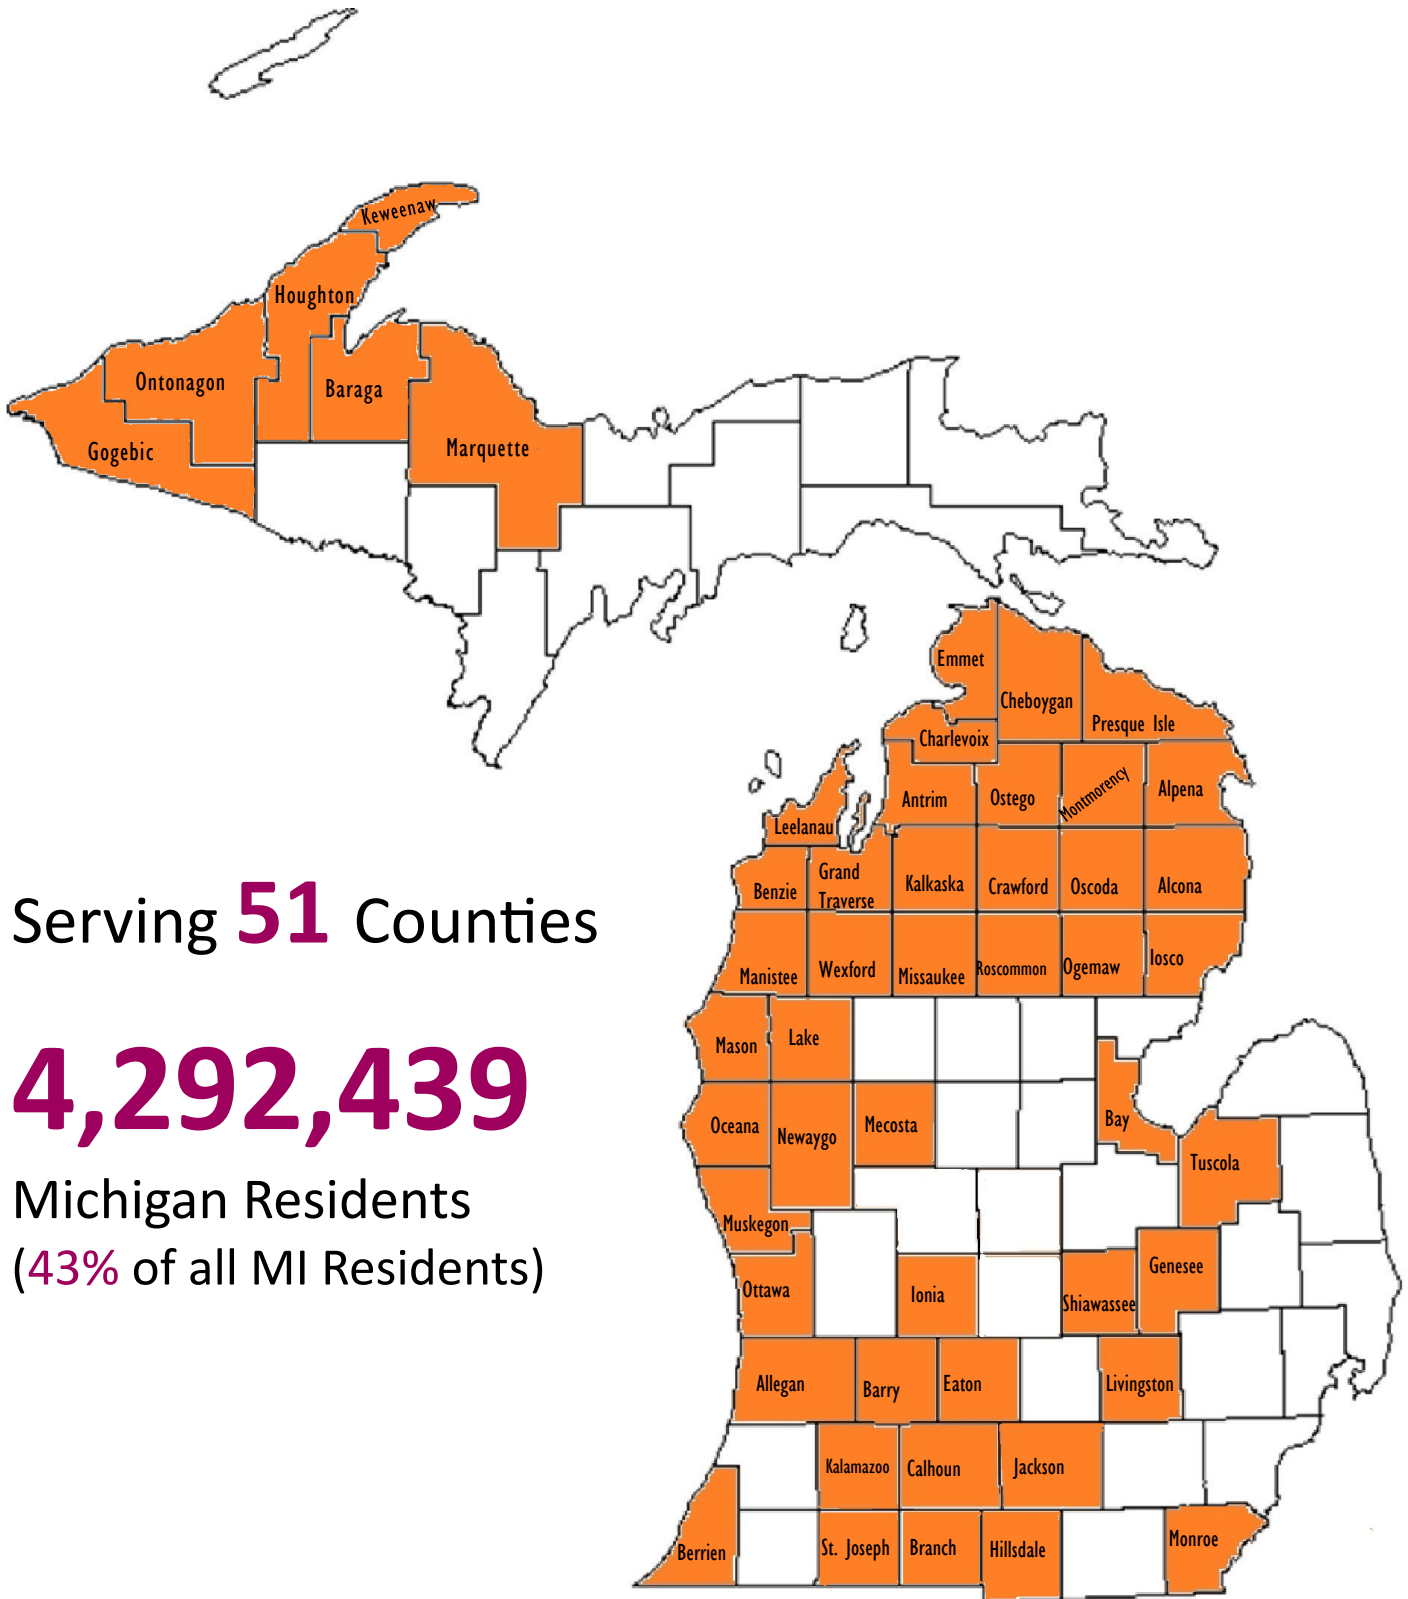 Keweenaw
Houghton
Ontonagon
Baraga
Gogebic
Marquette
Emmet
Cheboygan
Presque Isle
Charlevoix
Antrim
Ostego
Montmorency
Alpena
Leelanau
Benzie
Grand
Traverse
Kalkaska
Crawford
Oscoda
Alcona
Manistee
Wexford
Missaukee
Roscommon
Ogemaw
Iosco
Mason
Lake
Oceana
Newaygo
Mecosta
Bay
Tuscola
Muskegon
Ottawa
Ionia
Shiawassee
Genesee
Allegan
Barry
Eaton
Livingston
Kalamazoo
Calhoun
Jackson
Berrien
St. Joseph
Branch
Hillsdale
Monroe
Serving 51 Counties
4,292,439
Michigan Residents
(43% of all MI Residents)